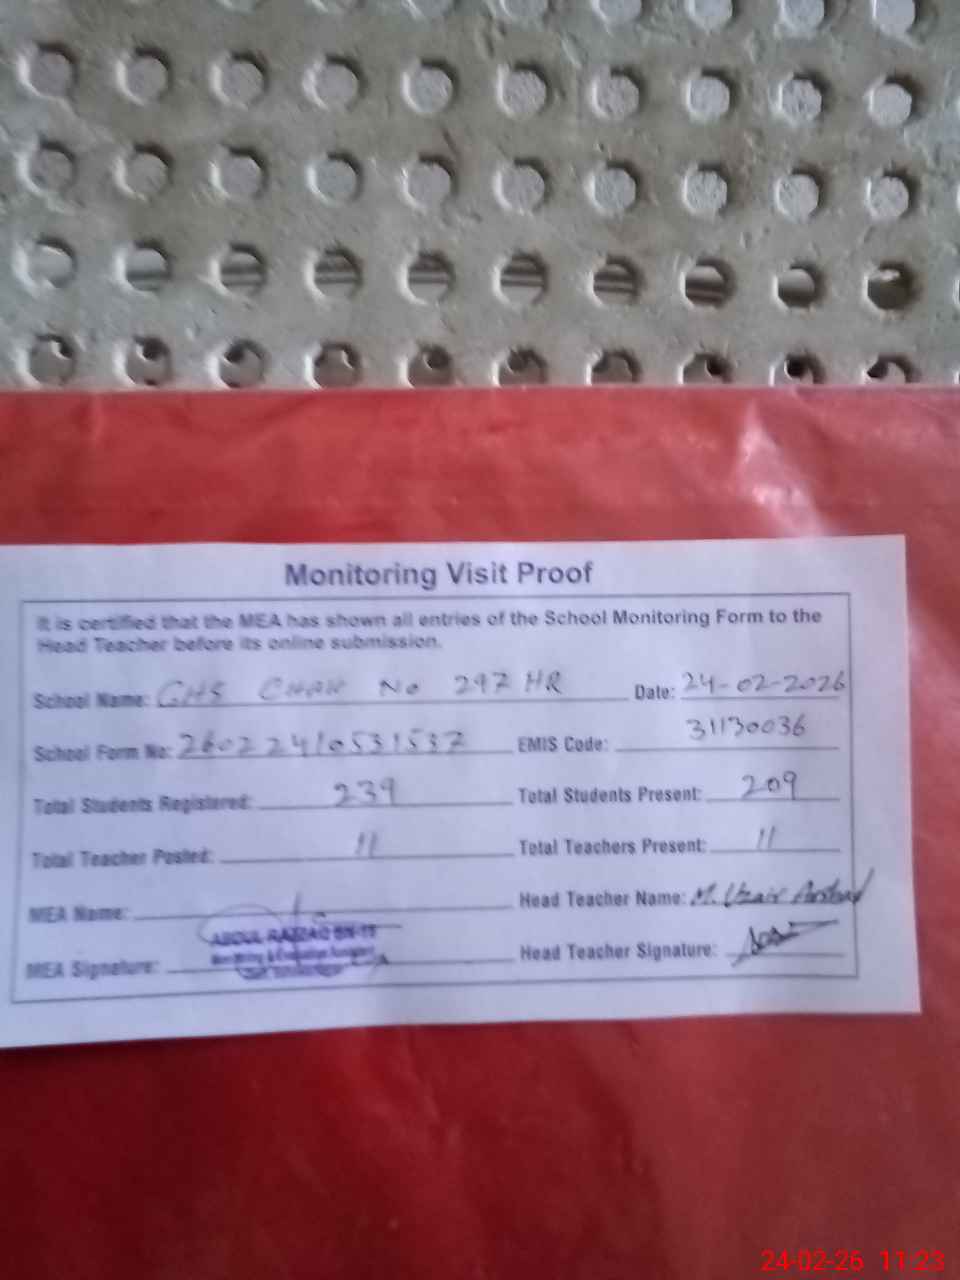 Monitoring Visit Proof
It is certified that the MEA has shown all entries of the School Monitoring Form to the
Head Teacher before its online submission.
School Name: GHS CHAK No 297 HR Date: 24-02-2026
School Form No: 26022410531537 EMIS Code: 31130036
Total Students Registered: 239 Total Students Present: 209
Total Teacher Posted: 11 Total Teachers Present: 11
MEA Name: Head Teacher Name: M. Uzair Arshad
ABDUL RAZZAQ
MEA Signature: Head Teacher Signature:
24-02-26 11:23